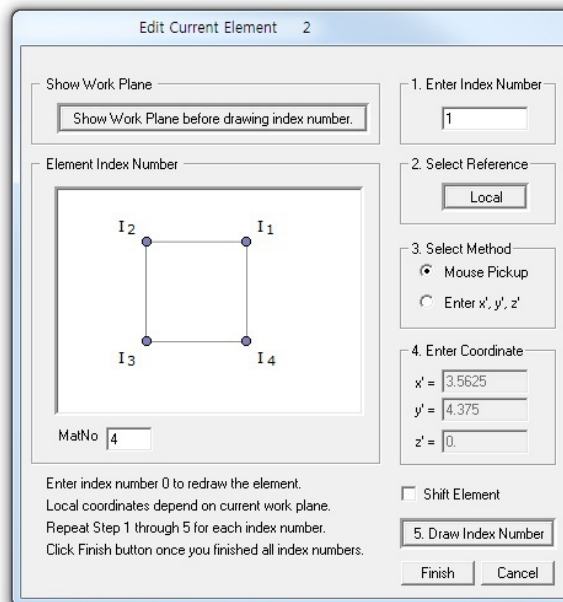 Edit Current Element 2
Show Work Plane
Show Work Plane before drawing index number.
Element Index Number
I2 I1
I3 I4
MatNo 4
Enter index number 0 to redraw the element.
Local coordinates depend on current work plane.
Repeat Step 1 through 5 for each index number.
Click Finish button once you finished all index numbers.
1. Enter Index Number
1
2. Select Reference
Local
3. Select Method
Mouse Pickup
Enter x', y', z'
4. Enter Coordinate
x' = 3.5625
y' = 4.375
z' = 0.
Shift Element
5. Draw Index Number
Finish Cancel